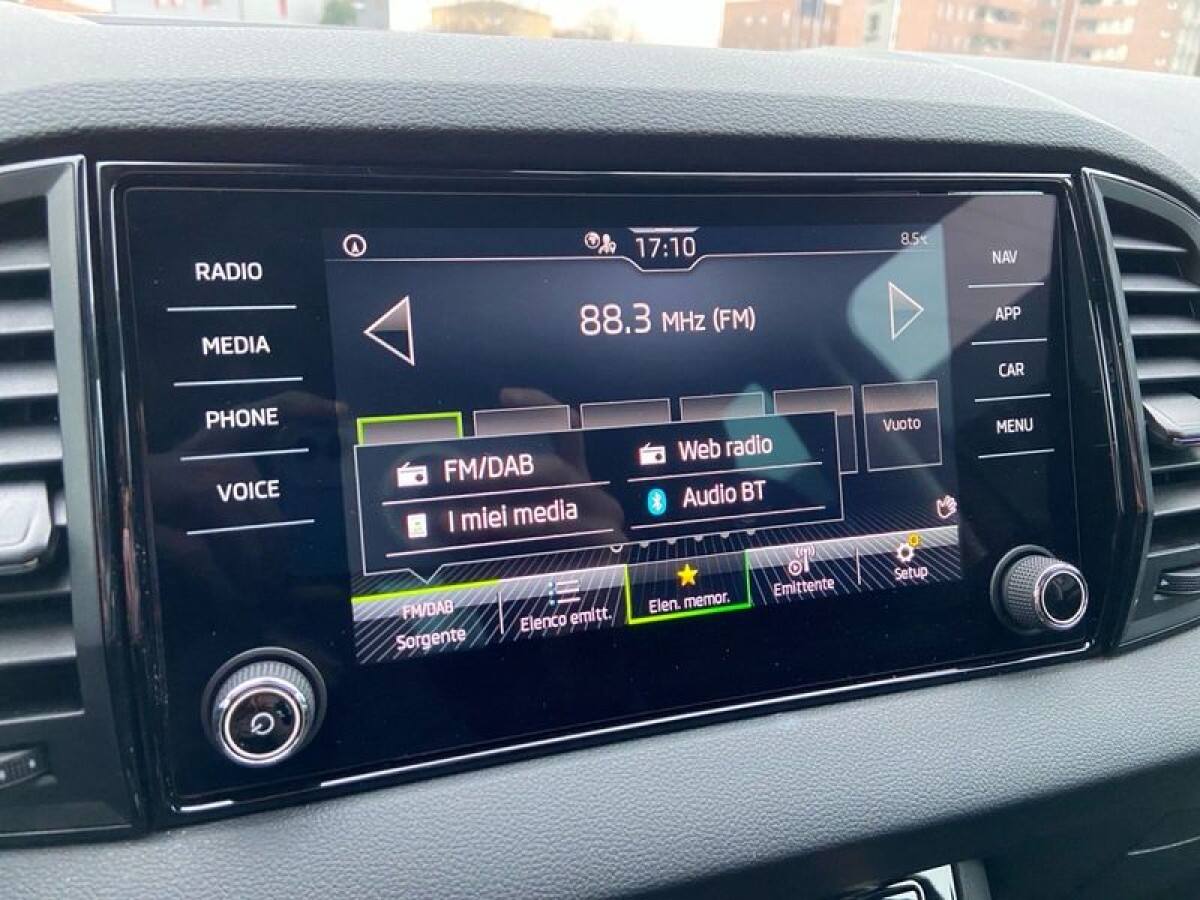 RADIO
MEDIA
PHONE
VOICE
17:10
8.5°C
88.3 MHz (FM)
Vuoto
FM/DAB
Web radio
I miei media
Audio BT
FM/DAB
Sorgente
Elenco emitt.
Elen. memor.
Emittente
Setup
NAV
APP
CAR
MENU